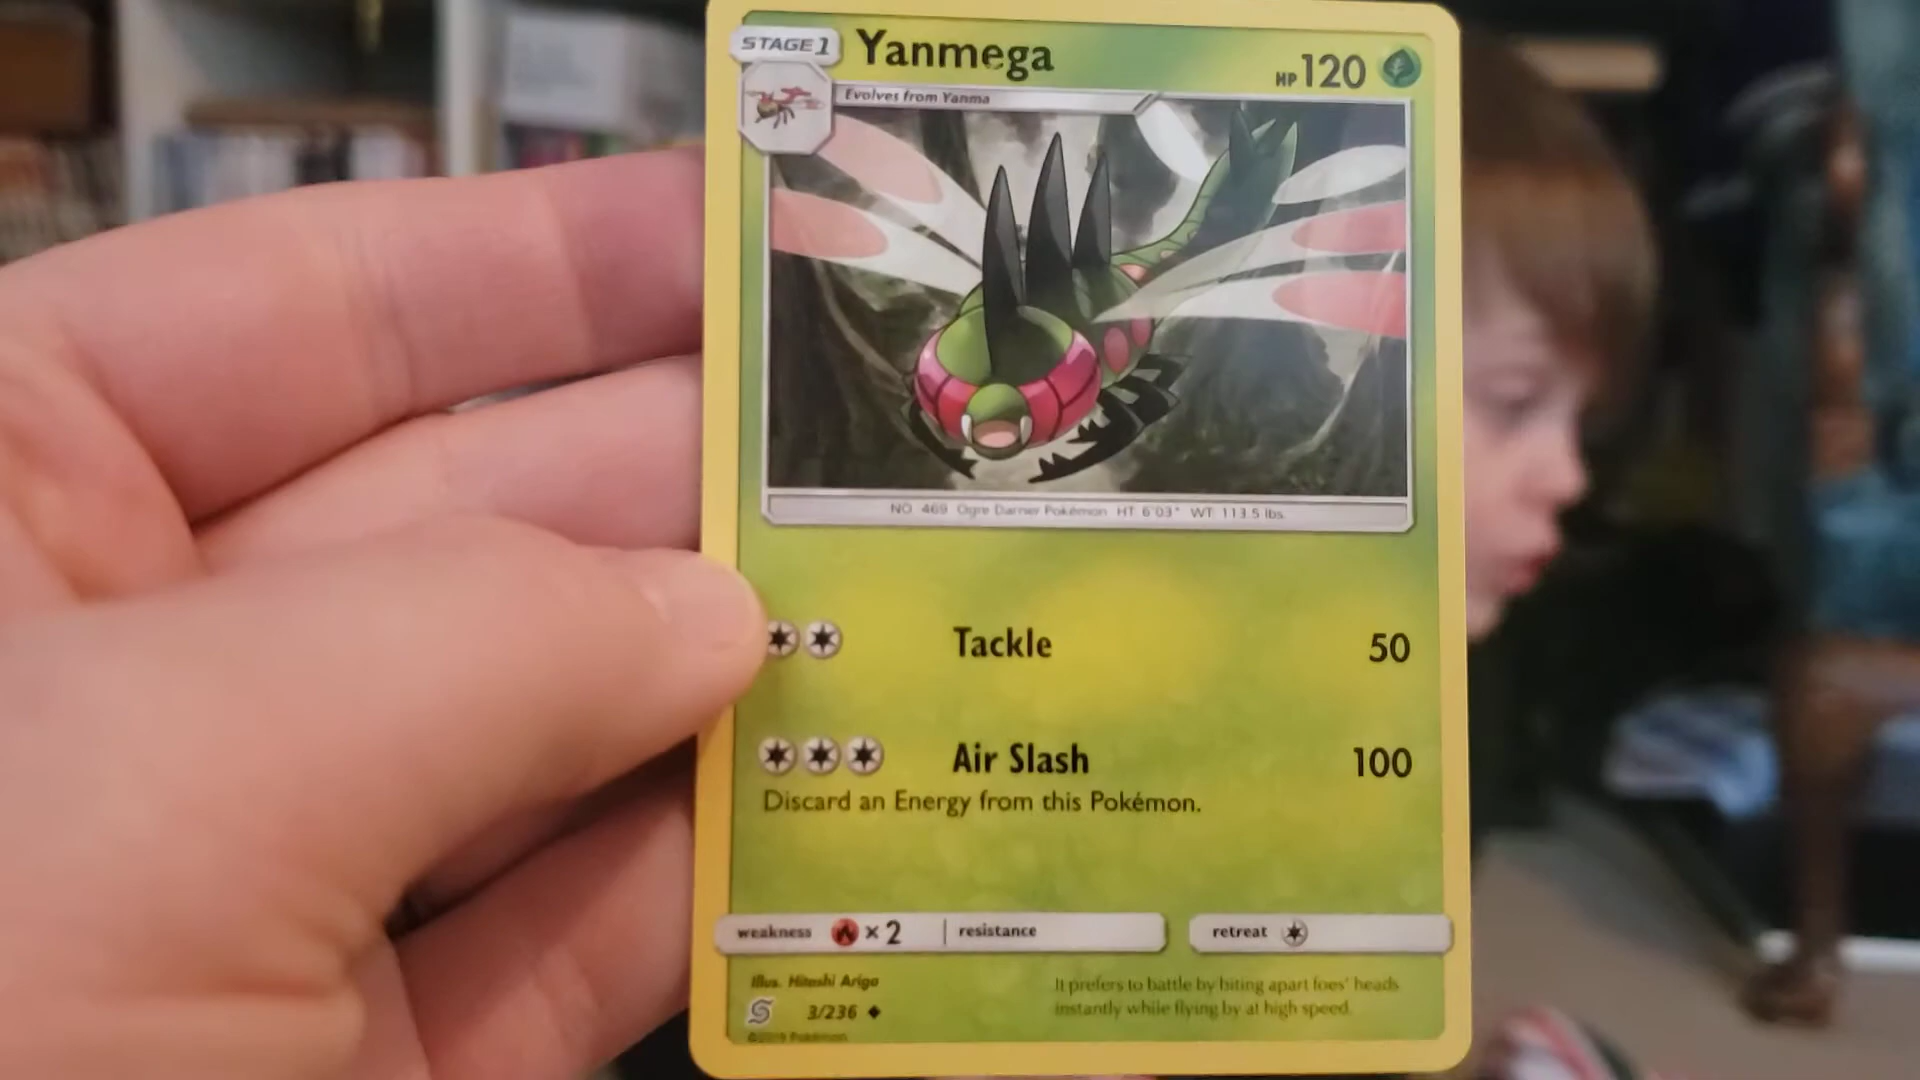 STAGE 1 Yanmega HP 120
Evolves from Yanma
NO. 469 Ogre Darner Pokémon HT: 6'03" WT: 113.5 lbs.
Tackle 50
Air Slash 100
Discard an Energy from this Pokémon.
weakness ×2 resistance retreat
Illus. Hitoshi Ariga
3/236
It prefers to battle by biting apart foes' heads
instantly while flying by at high speed.
©2019 Pokémon